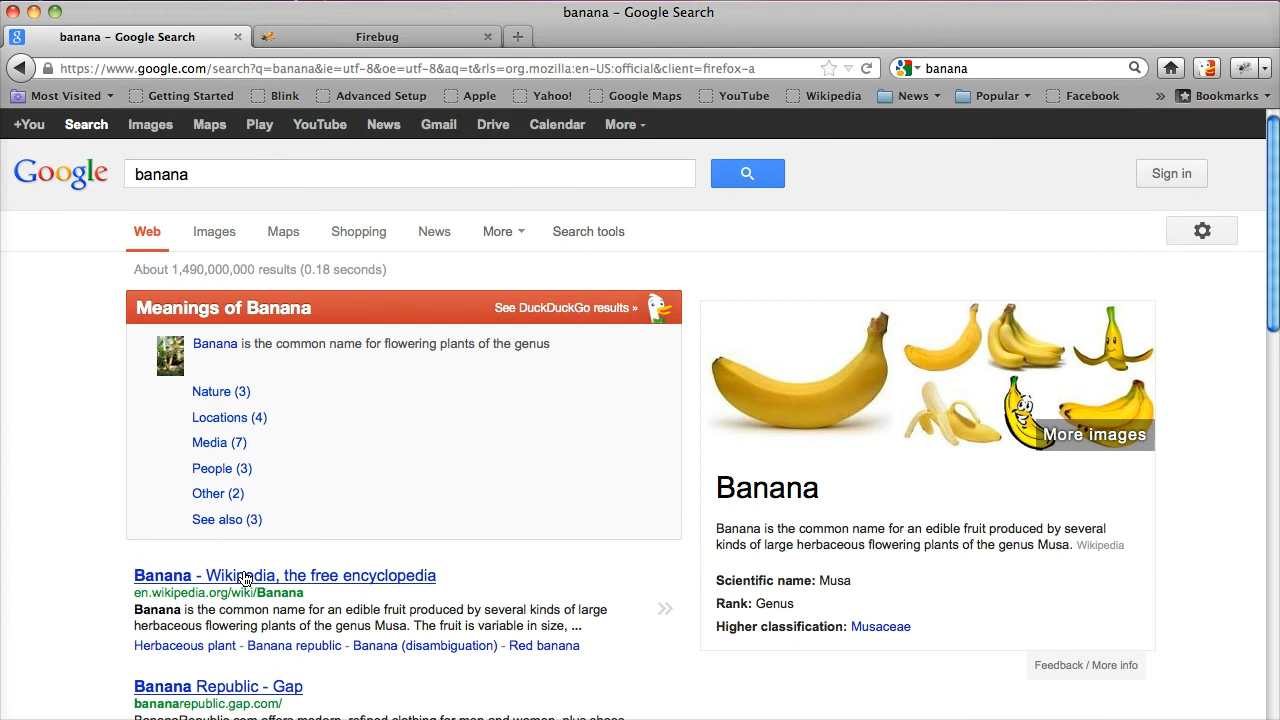 banana – Google Search
banana – Google Search
Firebug
https://www.google.com/search?q=banana&ie=utf-8&oe=utf-8&aq=t&rls=org.mozilla:en-US:official&client=firefox-a
banana
Most Visited
Getting Started
Blink
Advanced Setup
Apple
Yahoo!
Google Maps
YouTube
Wikipedia
News
Popular
Facebook
Bookmarks
+You
Search
Images
Maps
Play
YouTube
News
Gmail
Drive
Calendar
More
Google
banana
Sign in
Web
Images
Maps
Shopping
News
More
Search tools
About 1,490,000,000 results (0.18 seconds)
Meanings of Banana
See DuckDuckGo results »
Banana is the common name for flowering plants of the genus
Nature (3)
Locations (4)
Media (7)
People (3)
Other (2)
See also (3)
Banana - Wikipedia, the free encyclopedia
en.wikipedia.org/wiki/Banana
Banana is the common name for an edible fruit produced by several kinds of large
herbaceous flowering plants of the genus Musa. The fruit is variable in size, ...
Herbaceous plant - Banana republic - Banana (disambiguation) - Red banana
Banana Republic - Gap
bananarepublic.gap.com/
BananaRepublic.com offers modern, refined clothing for men and women, plus shoes,
More images
Banana
Banana is the common name for an edible fruit produced by several
kinds of large herbaceous flowering plants of the genus Musa. Wikipedia
Scientific name: Musa
Rank: Genus
Higher classification: Musaceae
Feedback / More info